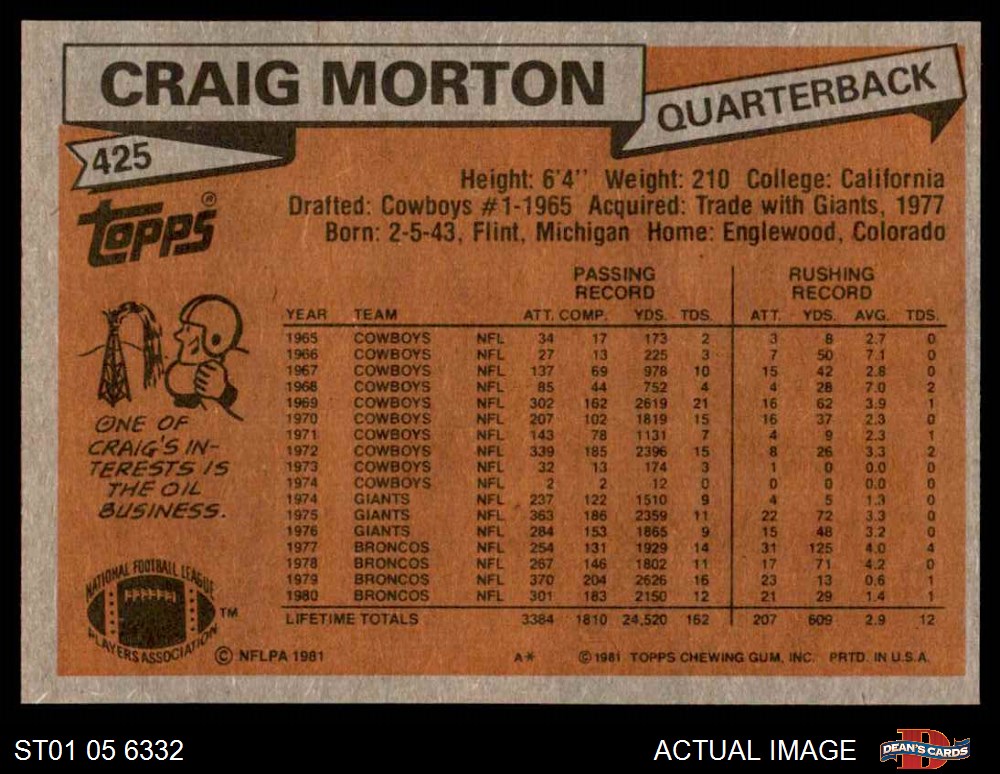 CRAIG MORTON
QUARTERBACK
425
Topps®
Height: 6'4'' Weight: 210 College: California
Drafted: Cowboys #1-1965 Acquired: Trade with Giants, 1977
Born: 2-5-43, Flint, Michigan Home: Englewood, Colorado
PASSING RECORD RUSHING RECORD
YEAR TEAM ATT. COMP. YDS. TDS. ATT. YDS. AVG. TDS.
1965 COWBOYS NFL 34 17 173 2 3 8 2.7 0
1966 COWBOYS NFL 27 13 225 3 7 50 7.1 0
1967 COWBOYS NFL 137 69 978 10 15 42 2.8 0
1968 COWBOYS NFL 85 44 752 4 4 28 7.0 2
1969 COWBOYS NFL 302 162 2619 21 16 62 3.9 1
1970 COWBOYS NFL 207 102 1819 15 16 37 2.3 0
1971 COWBOYS NFL 143 78 1131 7 4 9 2.3 1
1972 COWBOYS NFL 339 185 2396 15 8 26 3.3 2
1973 COWBOYS NFL 32 13 174 3 1 0 0.0 0
1974 COWBOYS NFL 2 2 12 0 0 0 0.0 0
1974 GIANTS NFL 237 122 1510 9 4 5 1.3 0
1975 GIANTS NFL 363 186 2359 11 22 72 3.3 0
1976 GIANTS NFL 284 153 1865 9 15 48 3.2 0
1977 BRONCOS NFL 254 131 1929 14 31 125 4.0 4
1978 BRONCOS NFL 267 146 1802 11 17 71 4.2 0
1979 BRONCOS NFL 370 204 2626 16 23 13 0.6 1
1980 BRONCOS NFL 301 183 2150 12 21 29 1.4 1
LIFETIME TOTALS 3384 1810 24,520 162 207 609 2.9 12
ONE OF
CRAIG'S IN-
TERESTS IS
THE OIL
BUSINESS.
NATIONAL FOOTBALL LEAGUE
PLAYERS ASSOCIATION
TM
© NFLPA 1981 A* © 1981 TOPPS CHEWING GUM, INC. PRTD. IN U.S.A.
ST01 05 6332 ACTUAL IMAGE DEAN'S CARDS